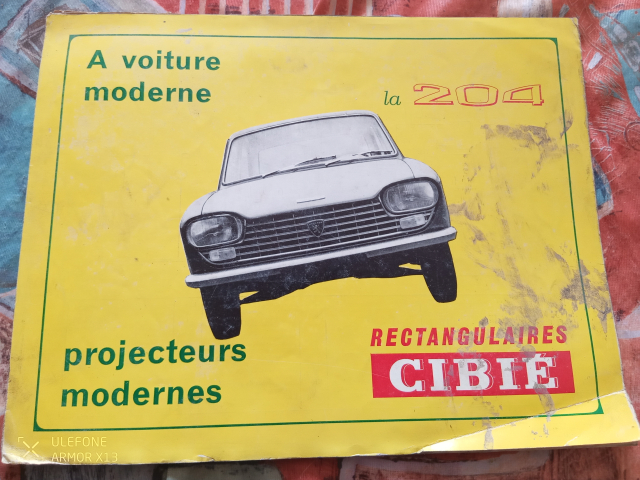 A voiture
moderne
la 204
projecteurs
modernes
RECTANGULAIRES
CIBIÉ
ULEFONE
ARMOR X13